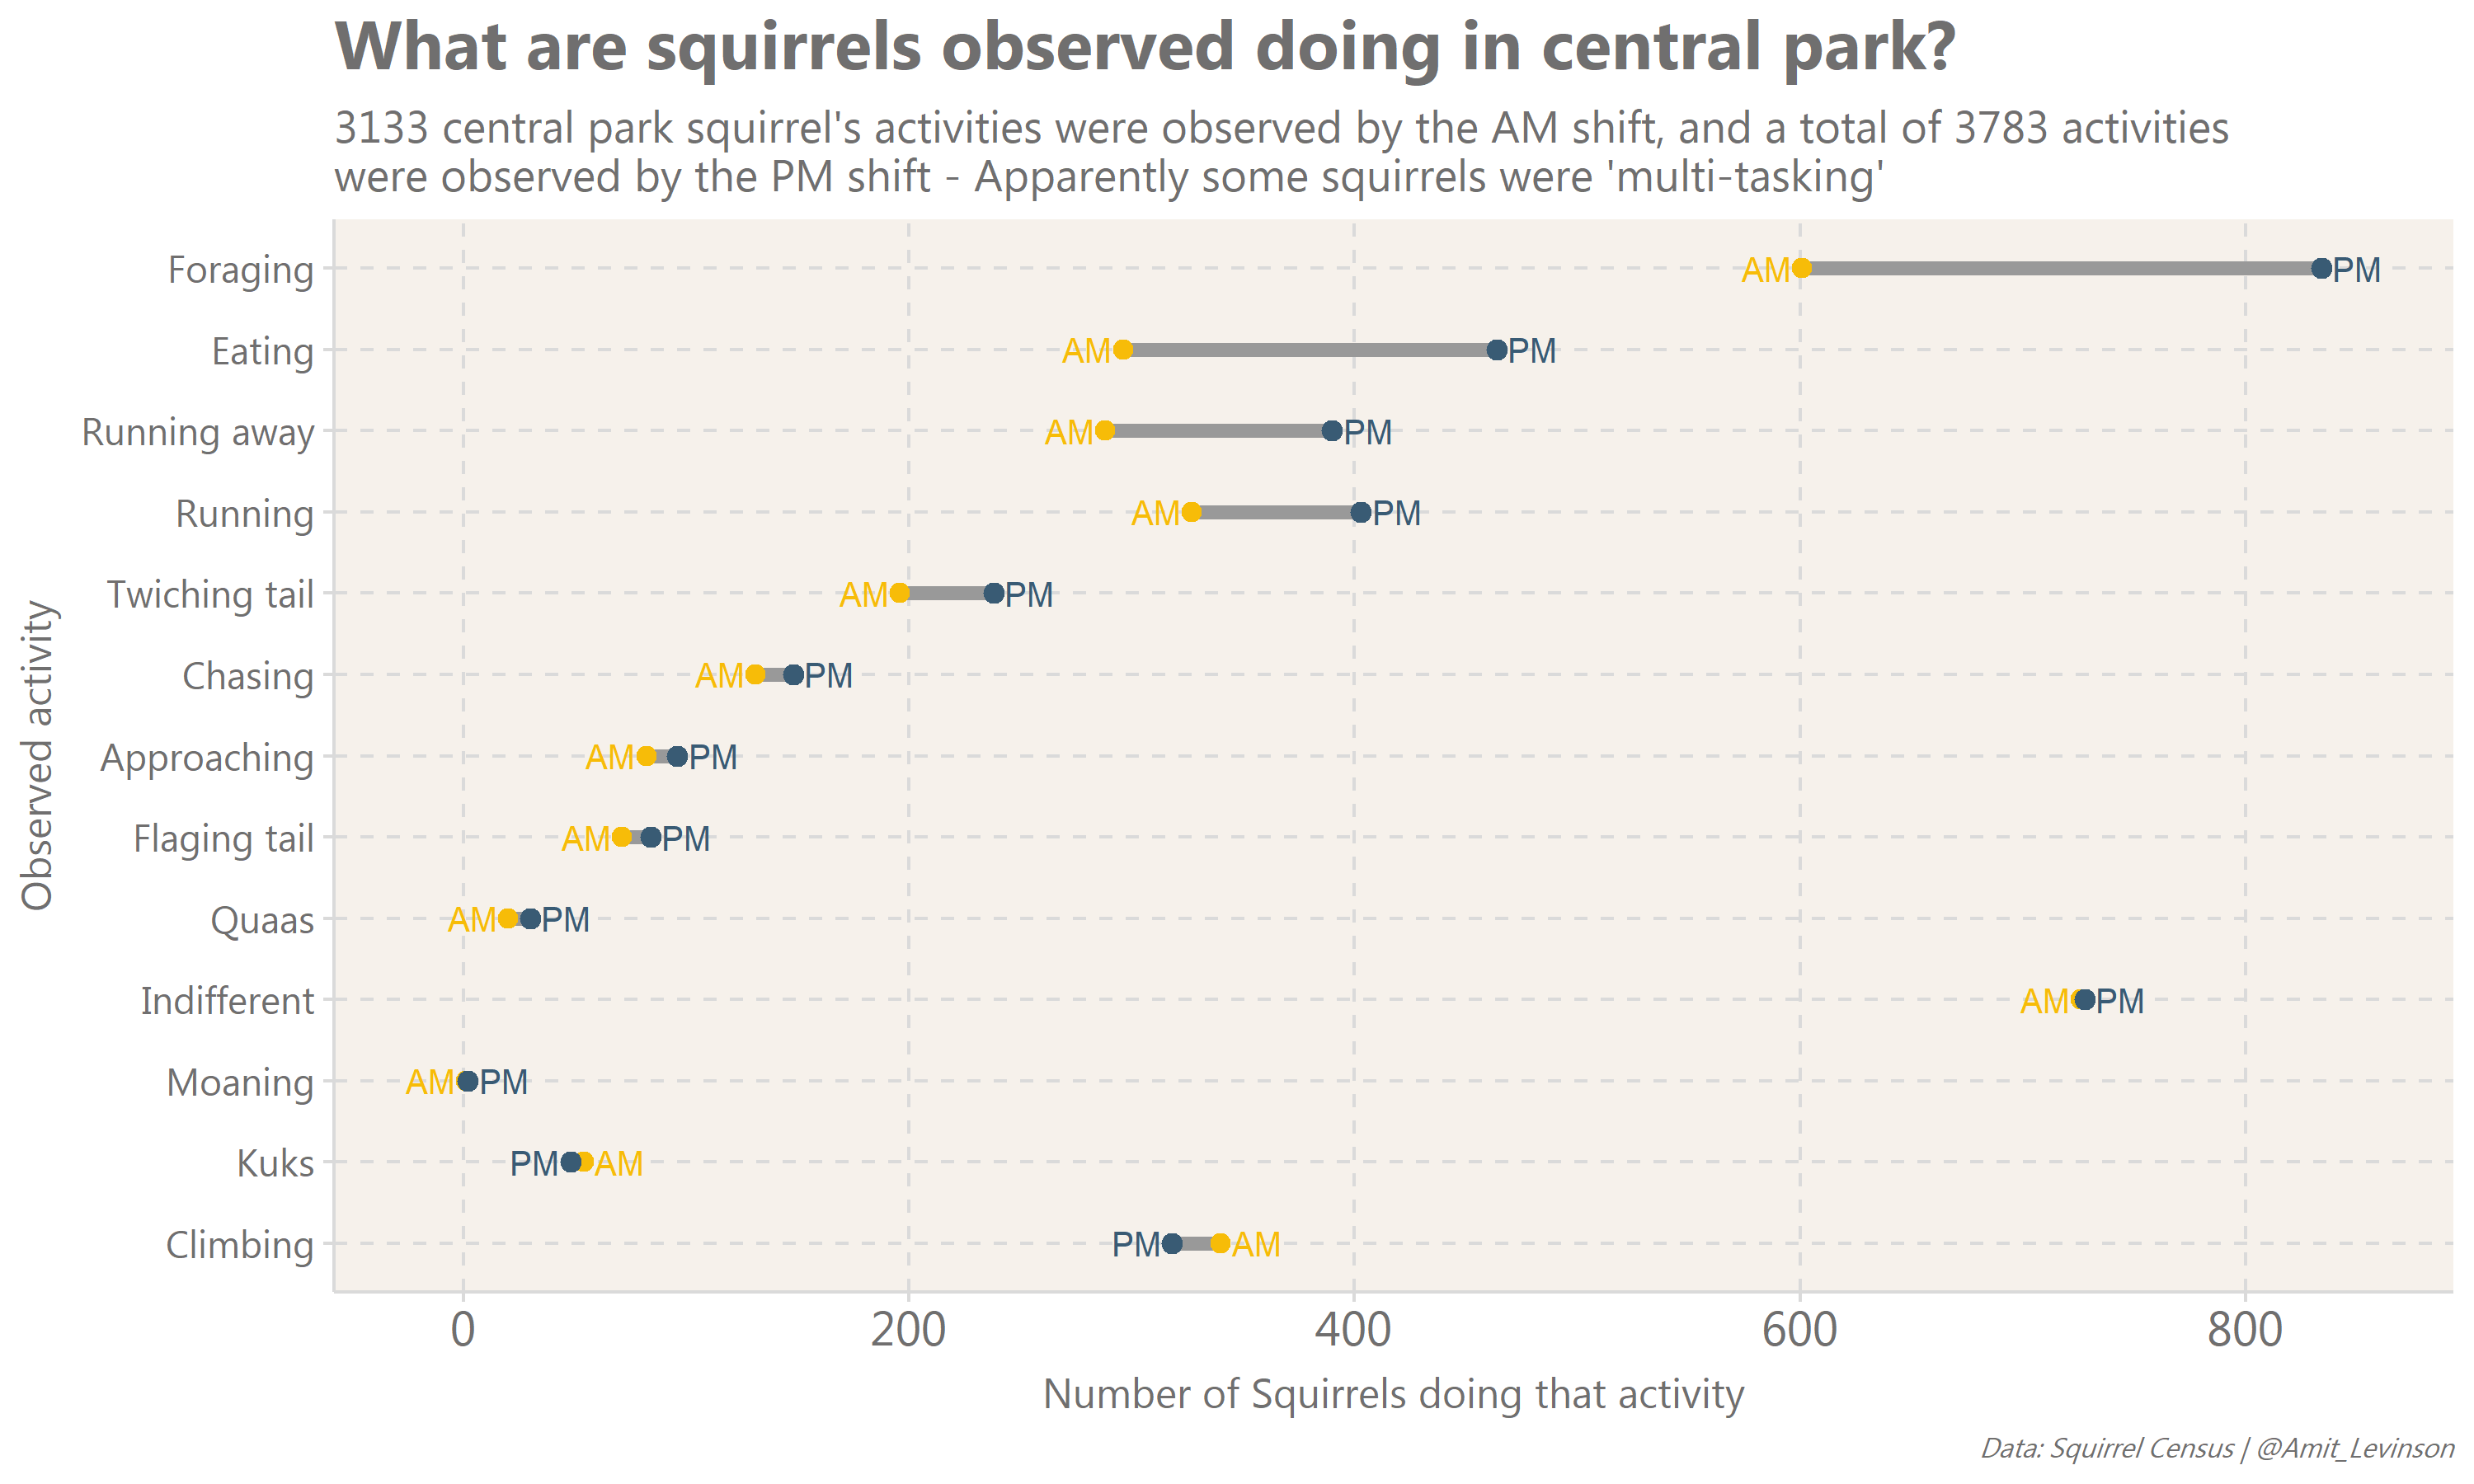 What are squirrels observed doing in central park?
3133 central park squirrel's activities were observed by the AM shift, and a total of 3783 activities
were observed by the PM shift - Apparently some squirrels were 'multi-tasking'
Observed activity
Foraging AM PM
Eating AM PM
Running away AM PM
Running AM PM
Twiching tail AM PM
Chasing AM PM
Approaching AM PM
Flaging tail AM PM
Quaas AM PM
Indifferent AM PM
Moaning AM PM
Kuks PM AM
Climbing PM AM
0 200 400 600 800
Number of Squirrels doing that activity
Data: Squirrel Census | @Amit_Levinson